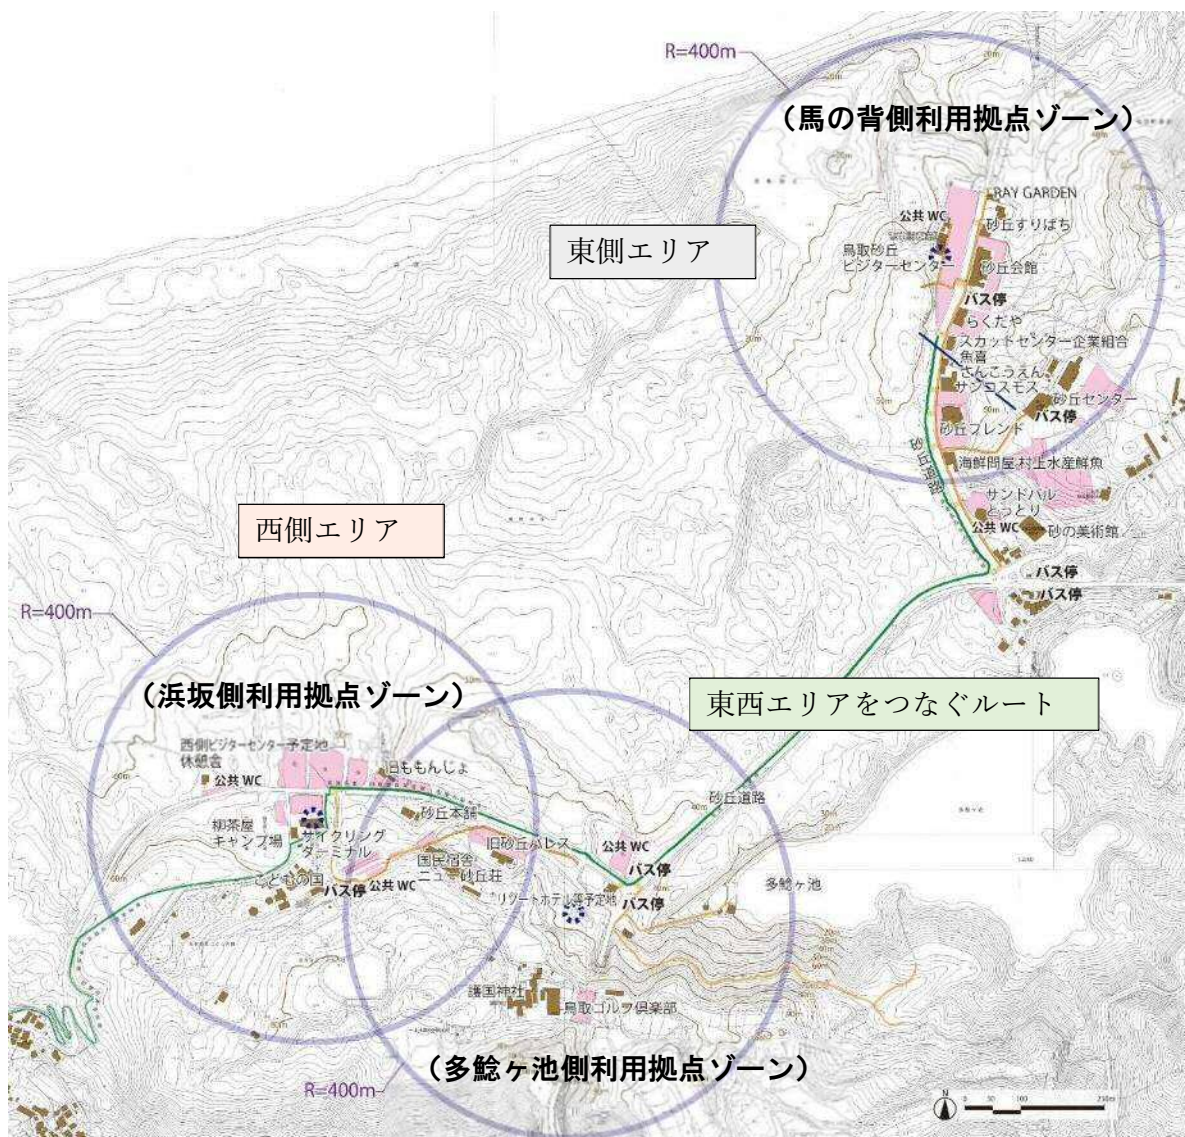 R=400m
（馬の背側利用拠点ゾーン）
RAY GARDEN
公共 WC
砂丘すりばち
東側エリア
鳥取砂丘
ビジターセンター
砂丘会館
バス停
らくだや
スカットセンター企業組合
魚喜
さんこうえん
サンコスモス
砂丘センター
バス停
砂丘フレンド
海鮮問屋村上水産鮮魚
サンドパル
とっとり
公共 WC
砂の美術館
西側エリア
バス停
バス停
R=400m
（浜坂側利用拠点ゾーン）
東西エリアをつなぐルート
西側ビジターセンター予定地
休憩舎
公共 WC
旧ももんじょ
砂丘道路
砂丘本舗
柳茶屋
キャンプ場
サイクリング
ターミナル
旧砂丘パレス
公共 WC
国民宿舎
ニュー砂丘荘
こどもの国
バス停
公共 WC
バス停
リゾートホテル等予定地
バス停
多鯰ヶ池
護国神社
鳥取ゴルフ倶楽部
（多鯰ヶ池側利用拠点ゾーン）
R=400m
N
0 50 100 250m